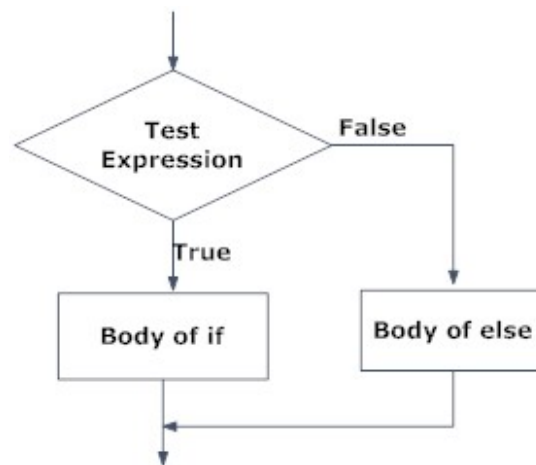 Test
Expression
False
True
Body of if
Body of else